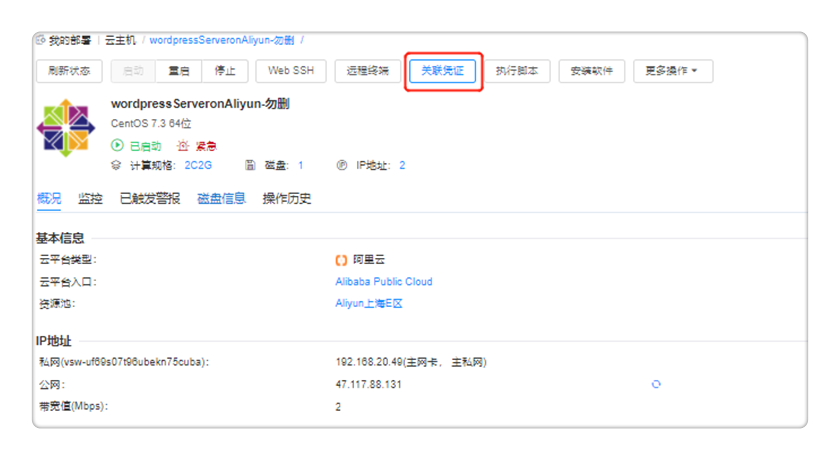 我的部署 | 云主机 / wordpressServeronAliyun-勿删 /
刷新状态 启动 重启 停止 Web SSH 远程终端 关联凭证 执行脚本 安装软件 更多操作
wordpressServeronAliyun-勿删
CentOS 7.3 64位
已启动 紧急
计算规格: 2C2G 磁盘: 1 IP地址: 2
概况 监控 已触发警报 磁盘信息 操作历史
基本信息
云平台类型: 阿里云
云平台入口: Alibaba Public Cloud
资源池: Aliyun上海E区
IP地址
私网(vsw-uf69s07t96ubekn75cuba): 192.168.20.49(主网卡, 主私网)
公网: 47.117.88.131
带宽值(Mbps): 2